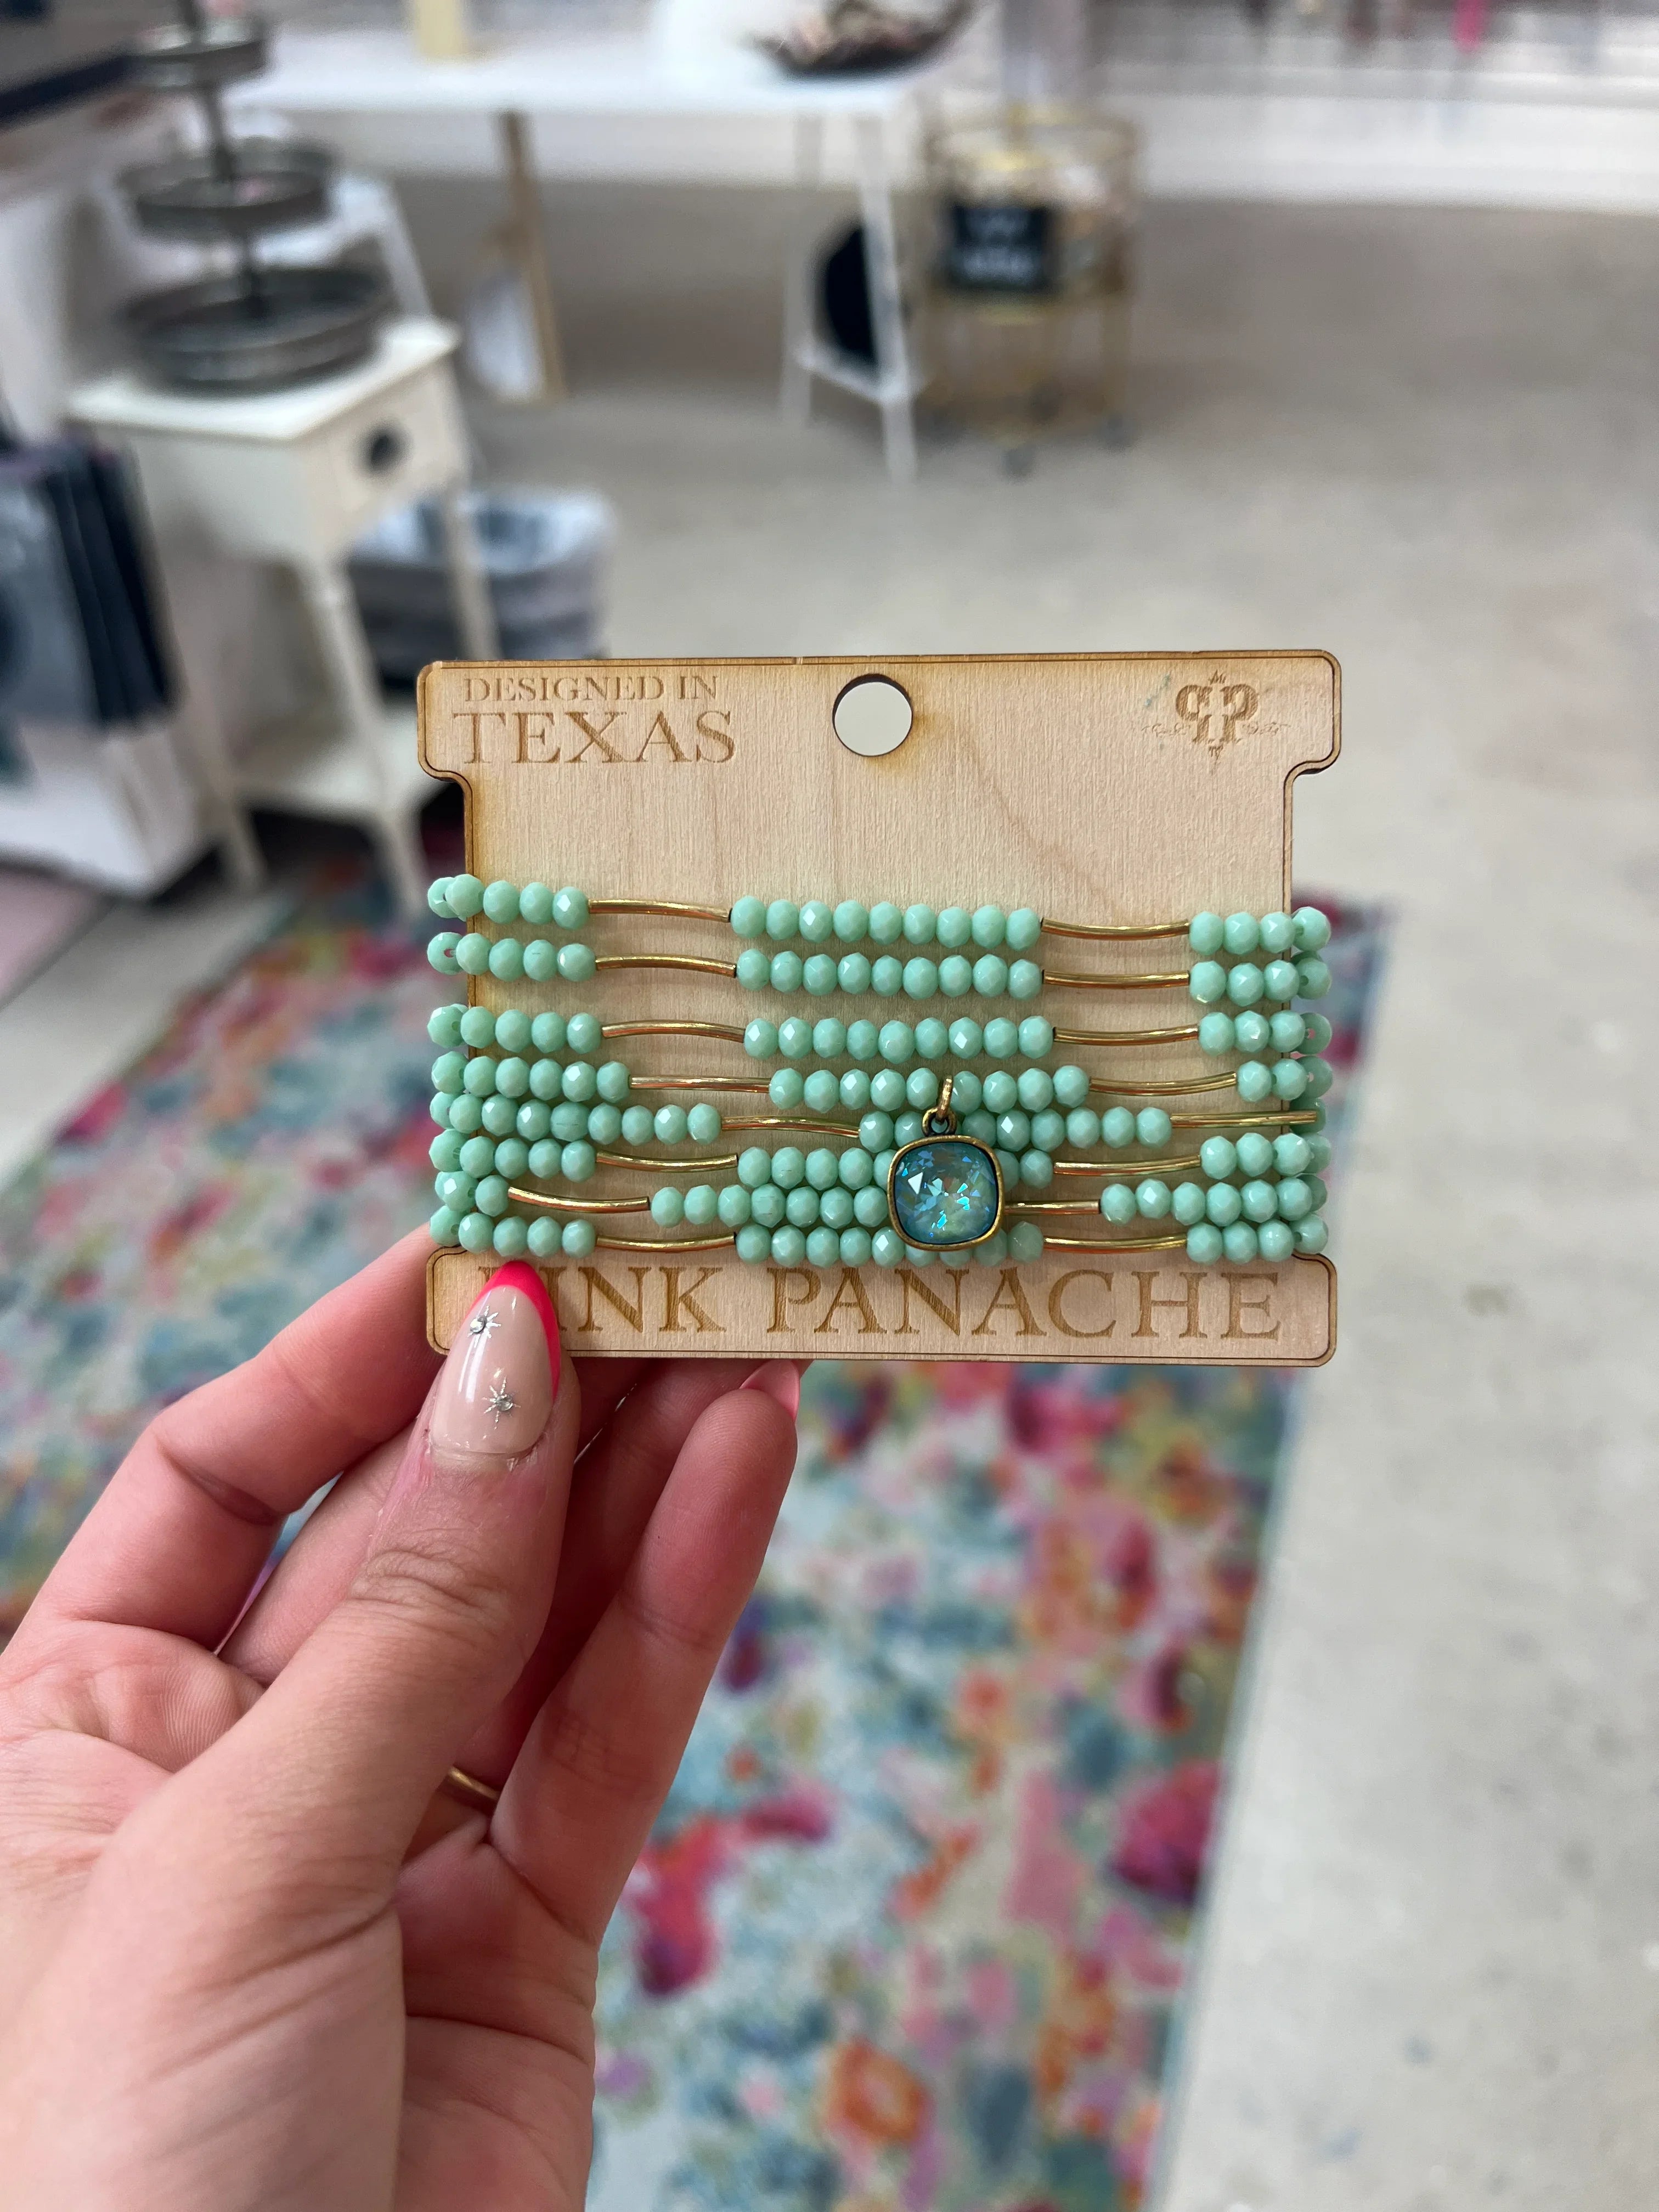 DESIGNED IN
TEXAS
PINK PANACHE